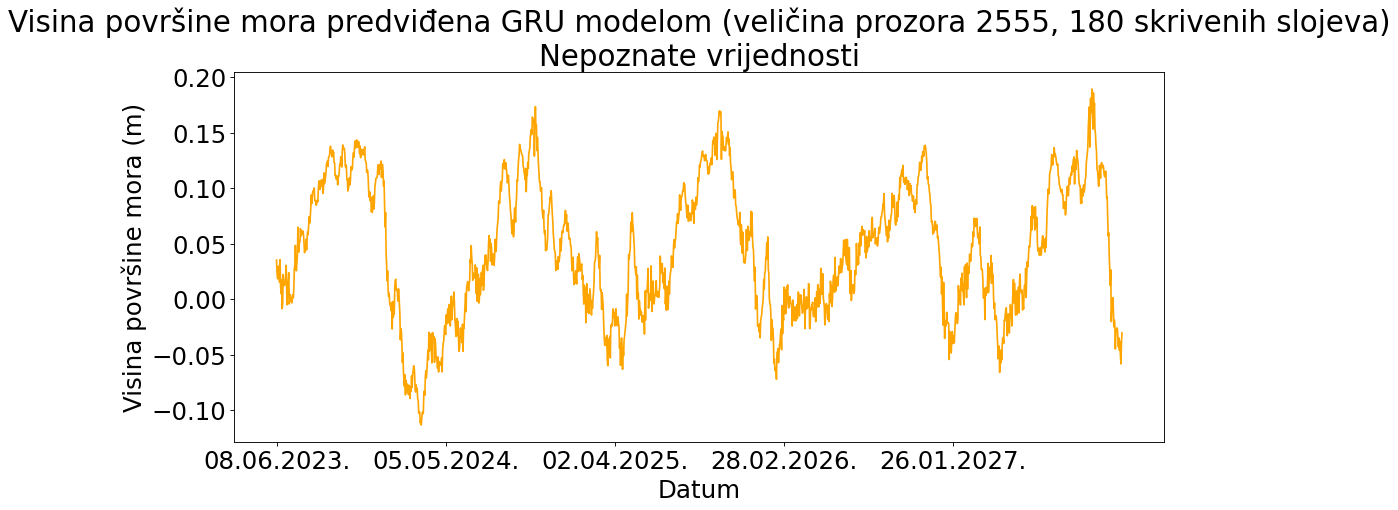 Visina površine mora predviđena GRU modelom (veličina prozora 2555, 180 skrivenih slojeva)
Nepoznate vrijednosti
Visina površine mora (m)
0.20
0.15
0.10
0.05
0.00
−0.05
−0.10
08.06.2023. 05.05.2024. 02.04.2025. 28.02.2026. 26.01.2027.
Datum